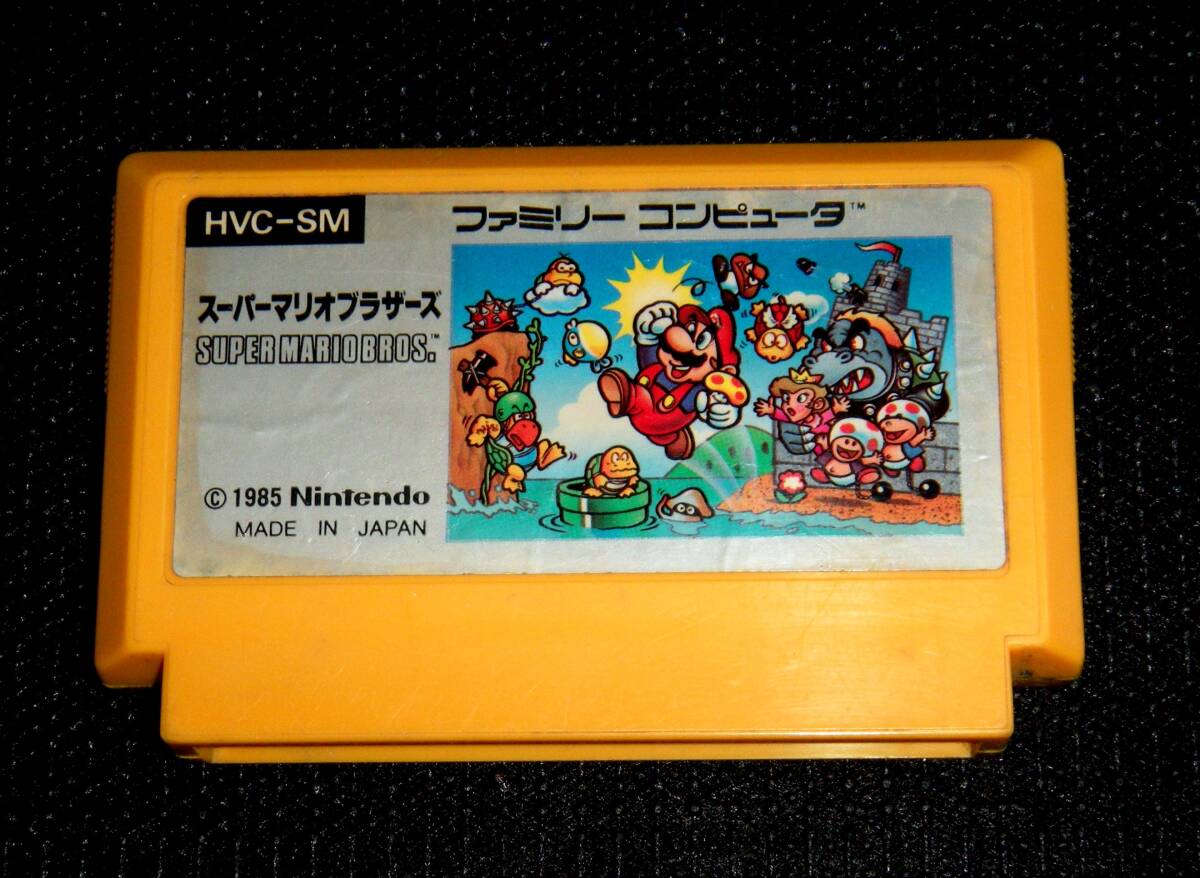 HVC-SM
ファミリー コンピュータ™
スーパーマリオブラザーズ
SUPER MARIO BROS.™
© 1985 Nintendo
MADE IN JAPAN